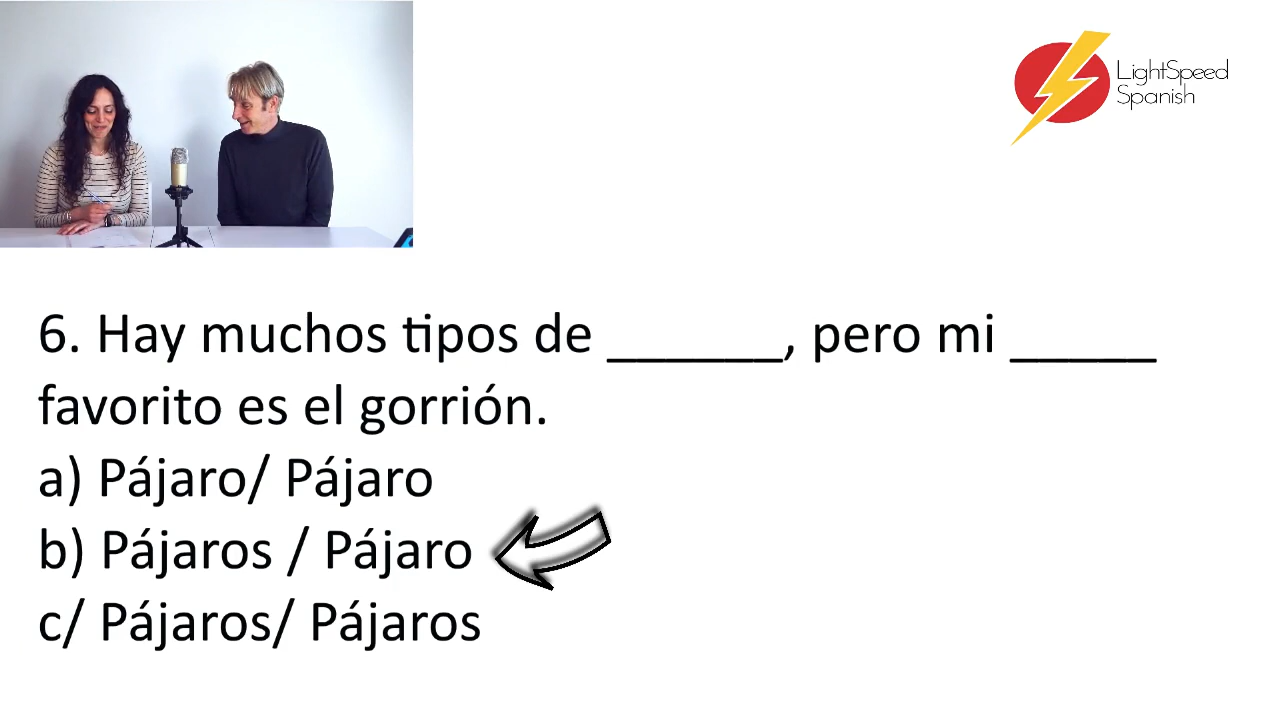 LightSpeed
Spanish
6. Hay muchos tipos de ______, pero mi _____
favorito es el gorrión.
a) Pájaro/ Pájaro
b) Pájaros / Pájaro
c/ Pájaros/ Pájaros